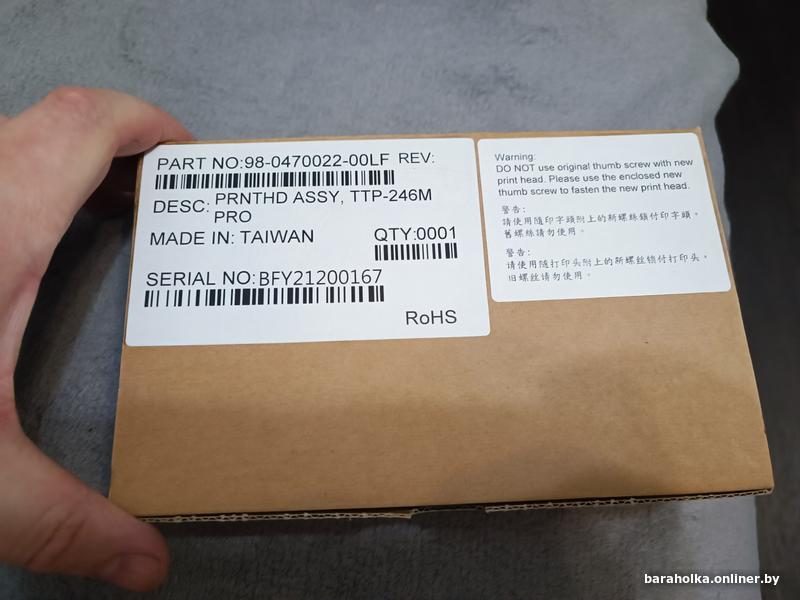 PART NO:98-0470022-00LF REV:
DESC: PRNTHD ASSY, TTP-246M
PRO
MADE IN: TAIWAN QTY:0001
SERIAL NO:BFY21200167
RoHS
Warning:
DO NOT use original thumb screw with new
print head. Please use the enclosed new
thumb screw to fasten the new print head.
警告:
請使用隨印字頭附上的新螺絲鎖付印字頭。
舊螺絲請勿使用。
警告:
请使用随打印头附上的新螺丝锁付打印头,
旧螺丝请勿使用。
baraholka.onliner.by